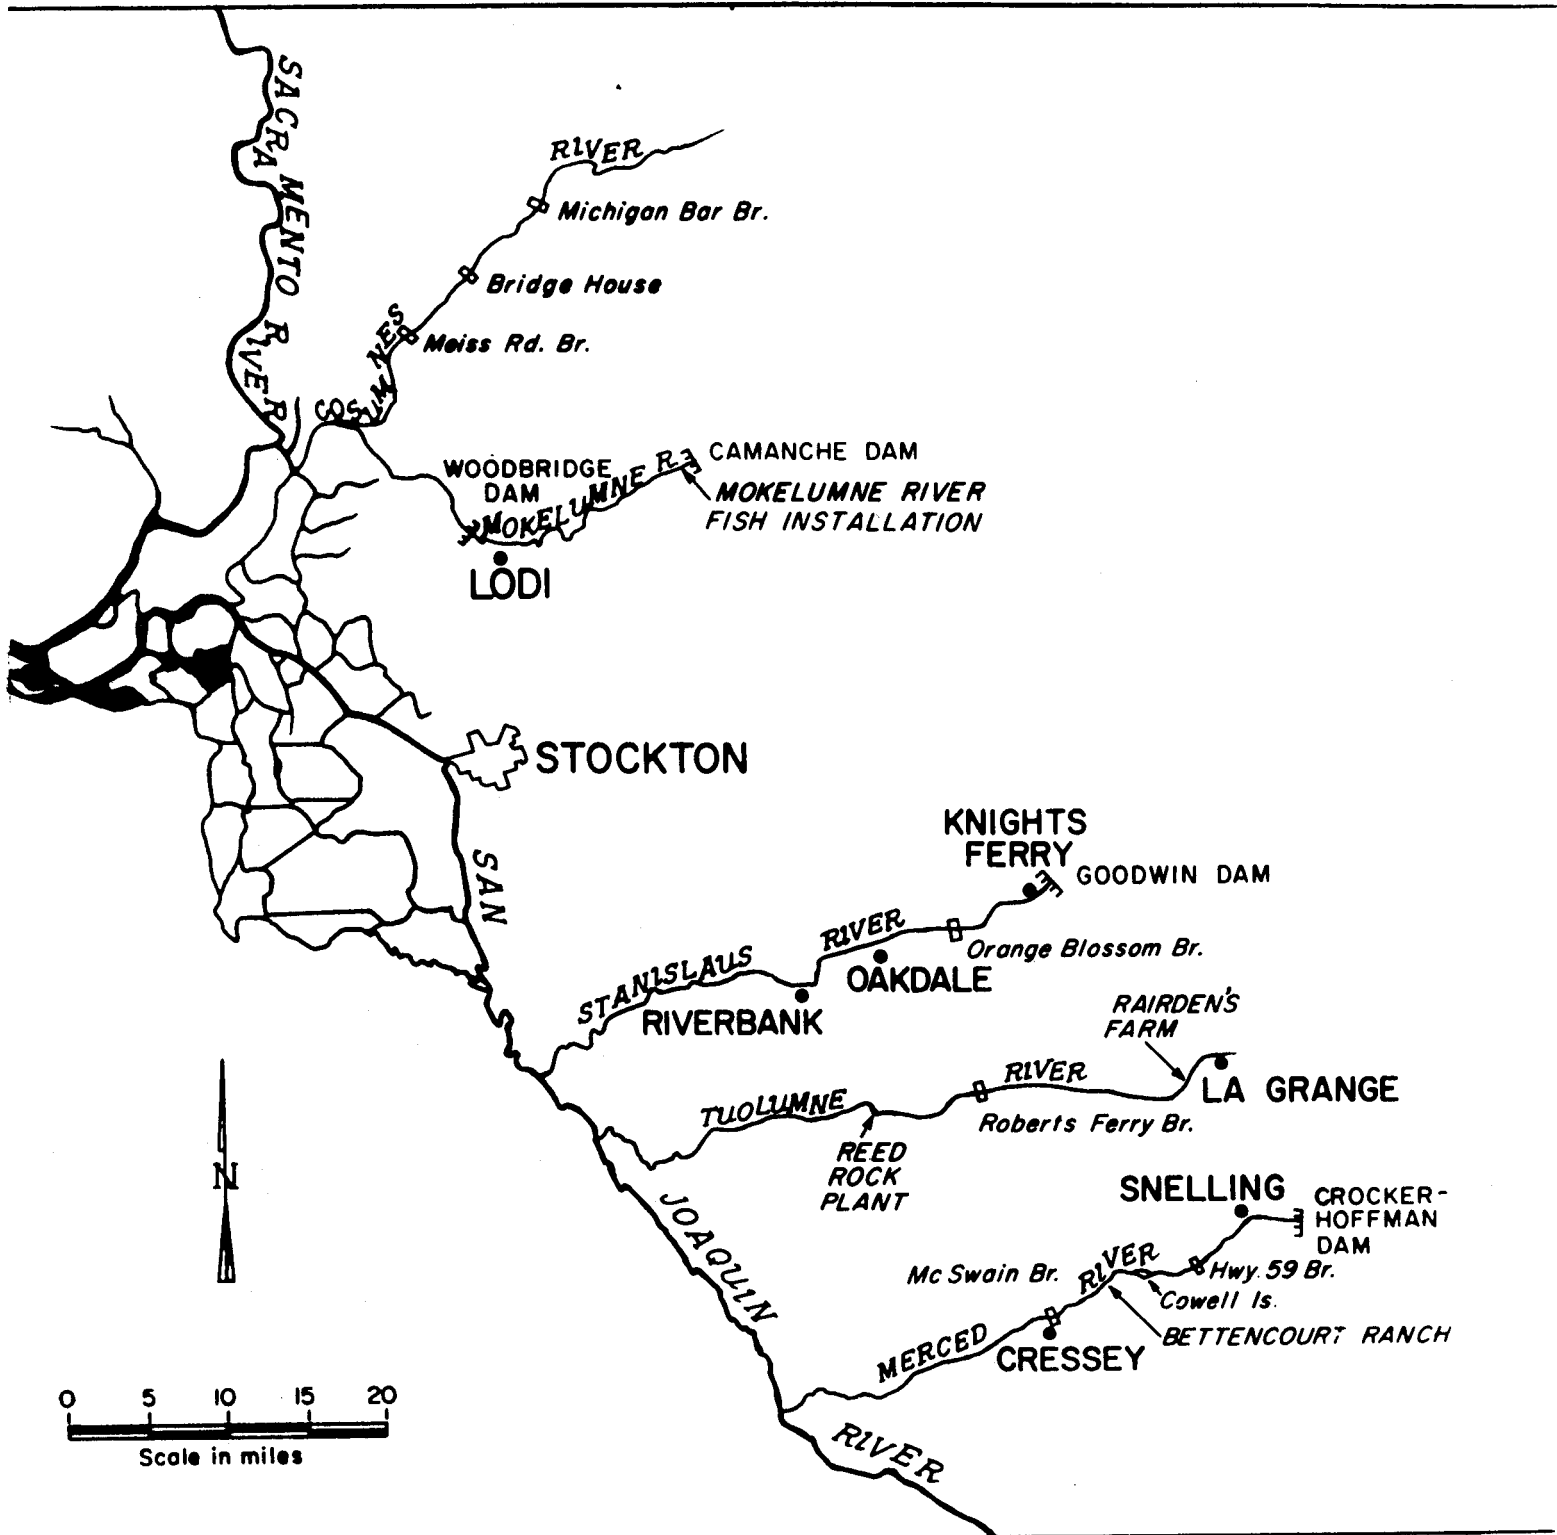 SACRAMENTO RIVER
RIVER
Michigan Bar Br.
Bridge House
Meiss Rd. Br.
COSUMNES
WOODBRIDGE
DAM
MOKELUMNE R.
CAMANCHE DAM
MOKELUMNE RIVER
FISH INSTALLATION
LODI
STOCKTON
SAN
KNIGHTS
FERRY
GOODWIN DAM
STANISLAUS
RIVER
Orange Blossom Br.
OAKDALE
RIVERBANK
RAIRDEN'S
FARM
TUOLUMNE
RIVER
LA GRANGE
Roberts Ferry Br.
REED
ROCK
PLANT
N
JOAQUIN
SNELLING
CROCKER-
HOFFMAN
DAM
Mc Swain Br.
RIVER
Hwy. 59 Br.
Cowell Is.
BETTENCOURT RANCH
MERCED
CRESSEY
RIVER
0 5 10 15 20
Scale in miles